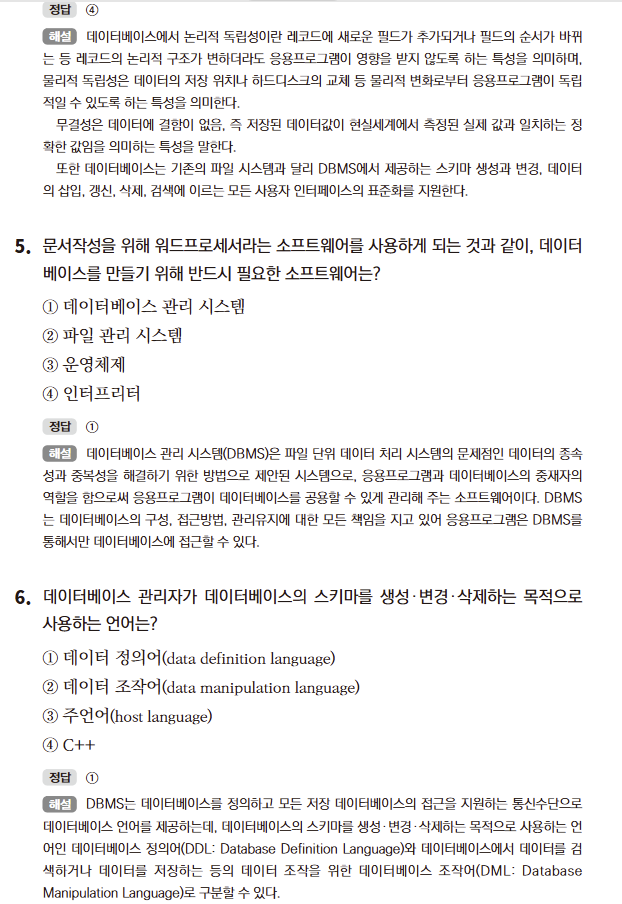 정답 ④
해설 데이터베이스에서 논리적 독립성이란 레코드에 새로운 필드가 추가되거나 필드의 순서가 바뀌
는 등 레코드의 논리적 구조가 변하더라도 응용프로그램이 영향을 받지 않도록 하는 특성을 의미하며,
물리적 독립성은 데이터의 저장 위치나 하드디스크의 교체 등 물리적 변화로부터 응용프로그램이 독립
적일 수 있도록 하는 특성을 의미한다.
무결성은 데이터에 결함이 없음, 즉 저장된 데이터값이 현실세계에서 측정된 실제 값과 일치하는 정
확한 값임을 의미하는 특성을 말한다.
또한 데이터베이스는 기존의 파일 시스템과 달리 DBMS에서 제공하는 스키마 생성과 변경, 데이터
의 삽입, 갱신, 삭제, 검색에 이르는 모든 사용자 인터페이스의 표준화를 지원한다.
5. 문서작성을 위해 워드프로세서라는 소프트웨어를 사용하게 되는 것과 같이, 데이터
베이스를 만들기 위해 반드시 필요한 소프트웨어는?
① 데이터베이스 관리 시스템
② 파일 관리 시스템
③ 운영체제
④ 인터프리터
정답 ①
해설 데이터베이스 관리 시스템(DBMS)은 파일 단위 데이터 처리 시스템의 문제점인 데이터의 종속
성과 중복성을 해결하기 위한 방법으로 제안된 시스템으로, 응용프로그램과 데이터베이스의 중재자의
역할을 함으로써 응용프로그램이 데이터베이스를 공용할 수 있게 관리해 주는 소프트웨어이다. DBMS
는 데이터베이스의 구성, 접근방법, 관리유지에 대한 모든 책임을 지고 있어 응용프로그램은 DBMS를
통해서만 데이터베이스에 접근할 수 있다.
6. 데이터베이스 관리자가 데이터베이스의 스키마를 생성·변경·삭제하는 목적으로
사용하는 언어는?
① 데이터 정의어(data definition language)
② 데이터 조작어(data manipulation language)
③ 주언어(host language)
④ C++
정답 ①
해설 DBMS는 데이터베이스를 정의하고 모든 저장 데이터베이스의 접근을 지원하는 통신수단으로
데이터베이스 언어를 제공하는데, 데이터베이스의 스키마를 생성·변경·삭제하는 목적으로 사용하는 언
어인 데이터베이스 정의어(DDL: Database Definition Language)와 데이터베이스에서 데이터를 검
색하거나 데이터를 저장하는 등의 데이터 조작을 위한 데이터베이스 조작어(DML: Database
Manipulation Language)로 구분할 수 있다.